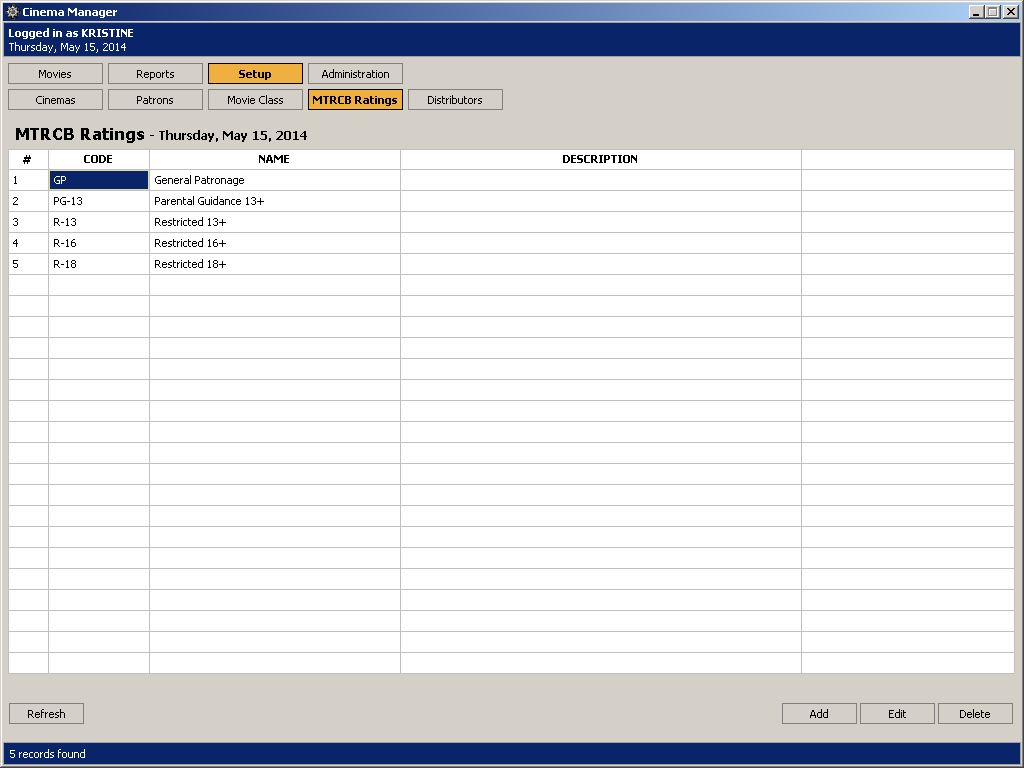 Cinema Manager
Logged in as KRISTINE
Thursday, May 15, 2014
Movies Reports Setup Administration
Cinemas Patrons Movie Class MTRCB Ratings Distributors
MTRCB Ratings - Thursday, May 15, 2014
# CODE NAME DESCRIPTION
1 GP General Patronage
2 PG-13 Parental Guidance 13+
3 R-13 Restricted 13+
4 R-16 Restricted 16+
5 R-18 Restricted 18+
Refresh Add Edit Delete
5 records found